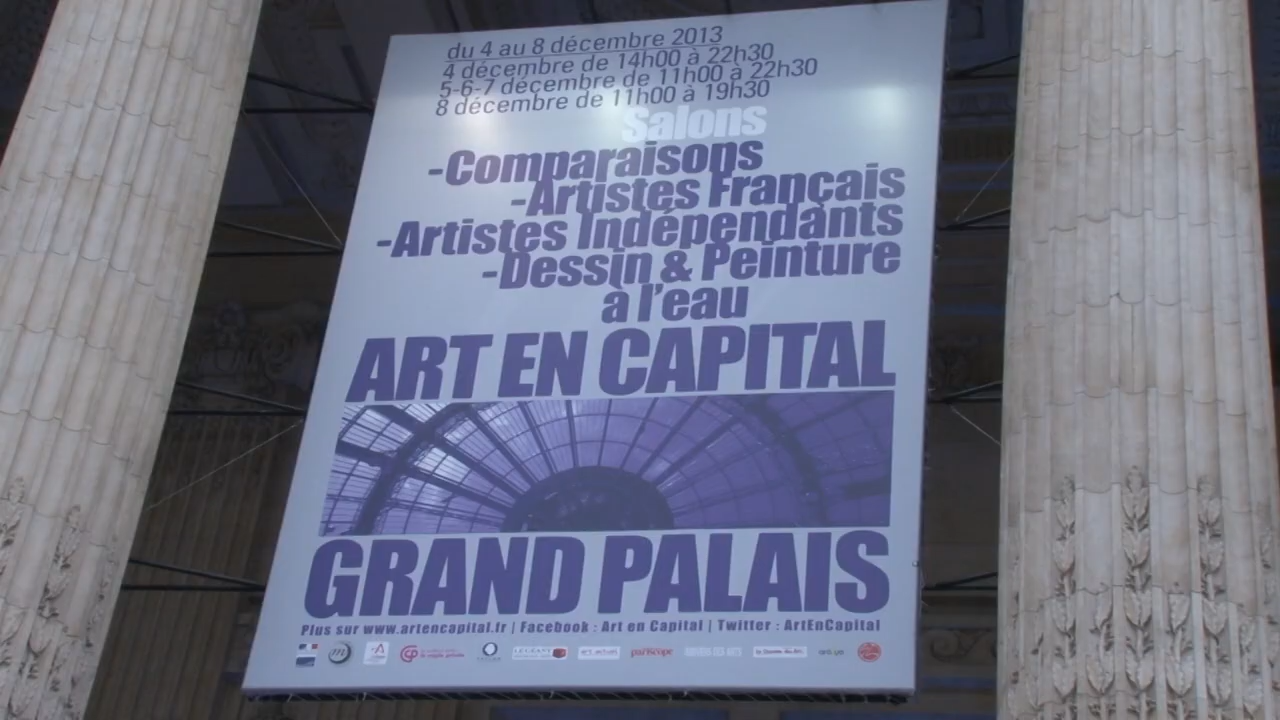 du 4 au 8 décembre 2013
4 décembre de 14h00 à 22h30
5-6-7 décembre de 11h00 à 22h30
8 décembre de 11h00 à 19h30
Salons
-Comparaisons
-Artistes Français
-Artistes Indépendants
-Dessin & Peinture
à l'eau
ART EN CAPITAL
GRAND PALAIS
Plus sur www.artencapital.fr | Facebook : Art en Capital | Twitter : ArtEnCapital
LEGEANT pariscope